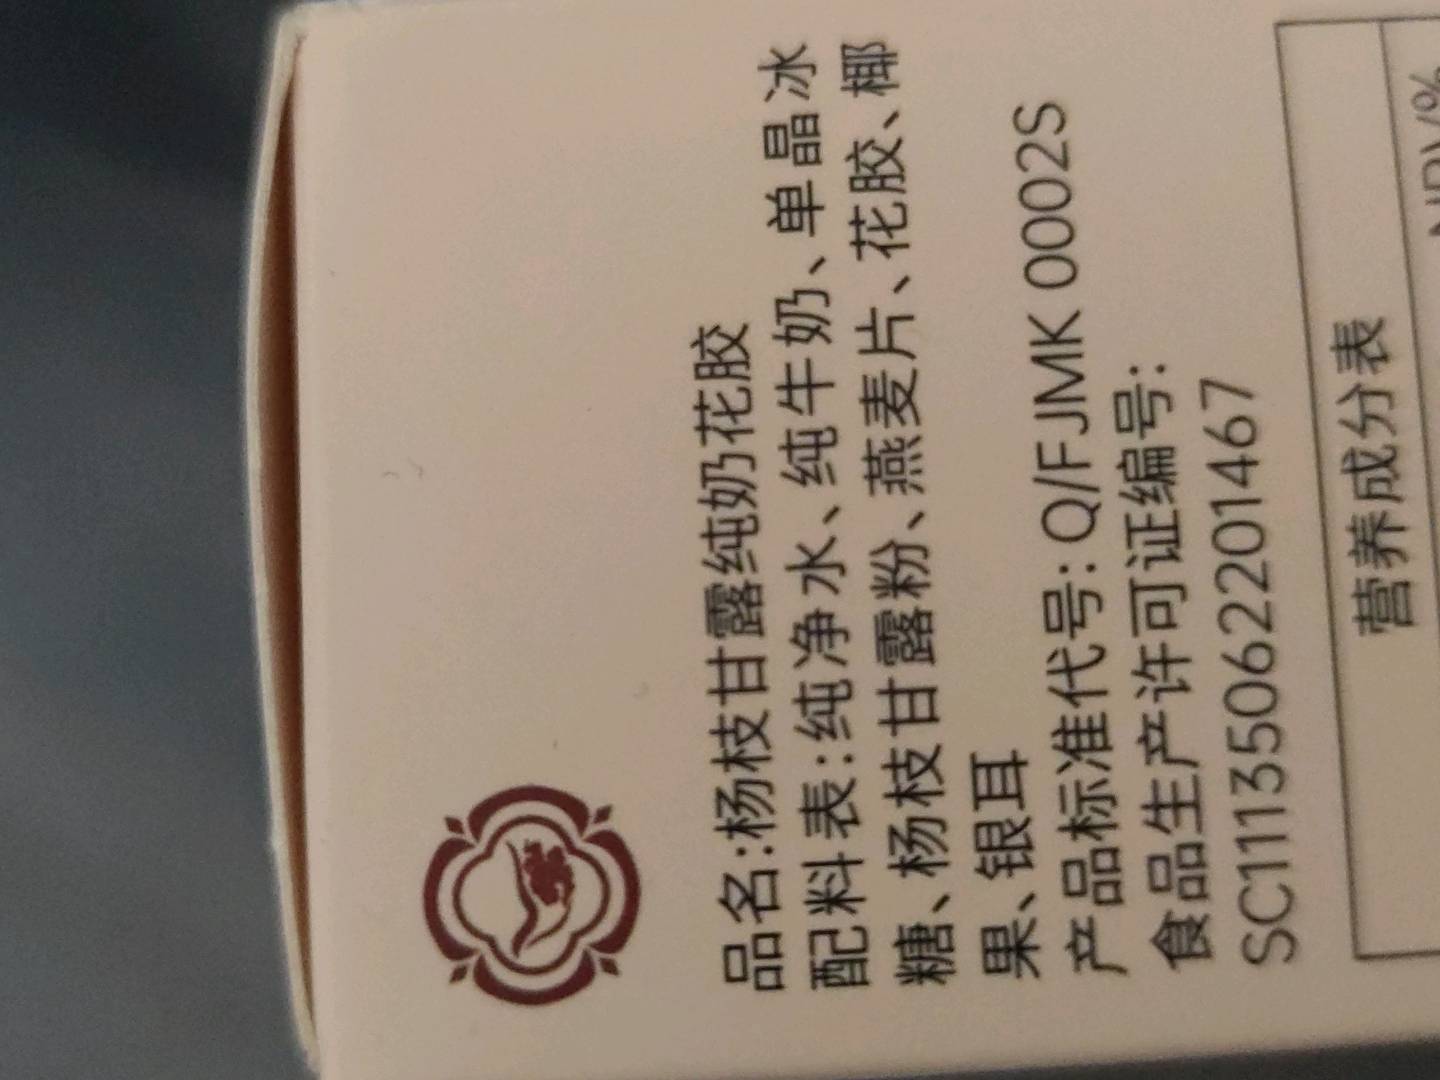 品名:杨枝甘露纯奶花胶
配料表:纯净水、纯牛奶、单晶冰
糖、杨枝甘露粉、燕麦片、花胶、椰
果、银耳
产品标准代号: Q/FJMK 0002S
食品生产许可证编号:
SC11135062201467
营养成分表
NRV%